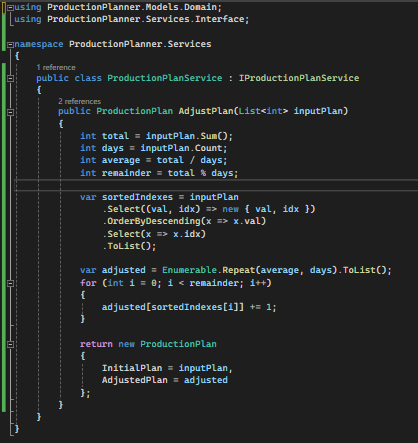 using ProductionPlanner.Models.Domain;
using ProductionPlanner.Services.Interface;
namespace ProductionPlanner.Services
{
1 reference
public class ProductionPlanService : IProductionPlanService
{
2 references
public ProductionPlan AdjustPlan(List<int> inputPlan)
{
int total = inputPlan.Sum();
int days = inputPlan.Count;
int average = total / days;
int remainder = total % days;
var sortedIndexes = inputPlan
.Select((val, idx) => new { val, idx })
.OrderByDescending(x => x.val)
.Select(x => x.idx)
.ToList();
var adjusted = Enumerable.Repeat(average, days).ToList();
for (int i = 0; i < remainder; i++)
{
adjusted[sortedIndexes[i]] += 1;
}
return new ProductionPlan
{
InitialPlan = inputPlan,
AdjustedPlan = adjusted
};
}
}
}